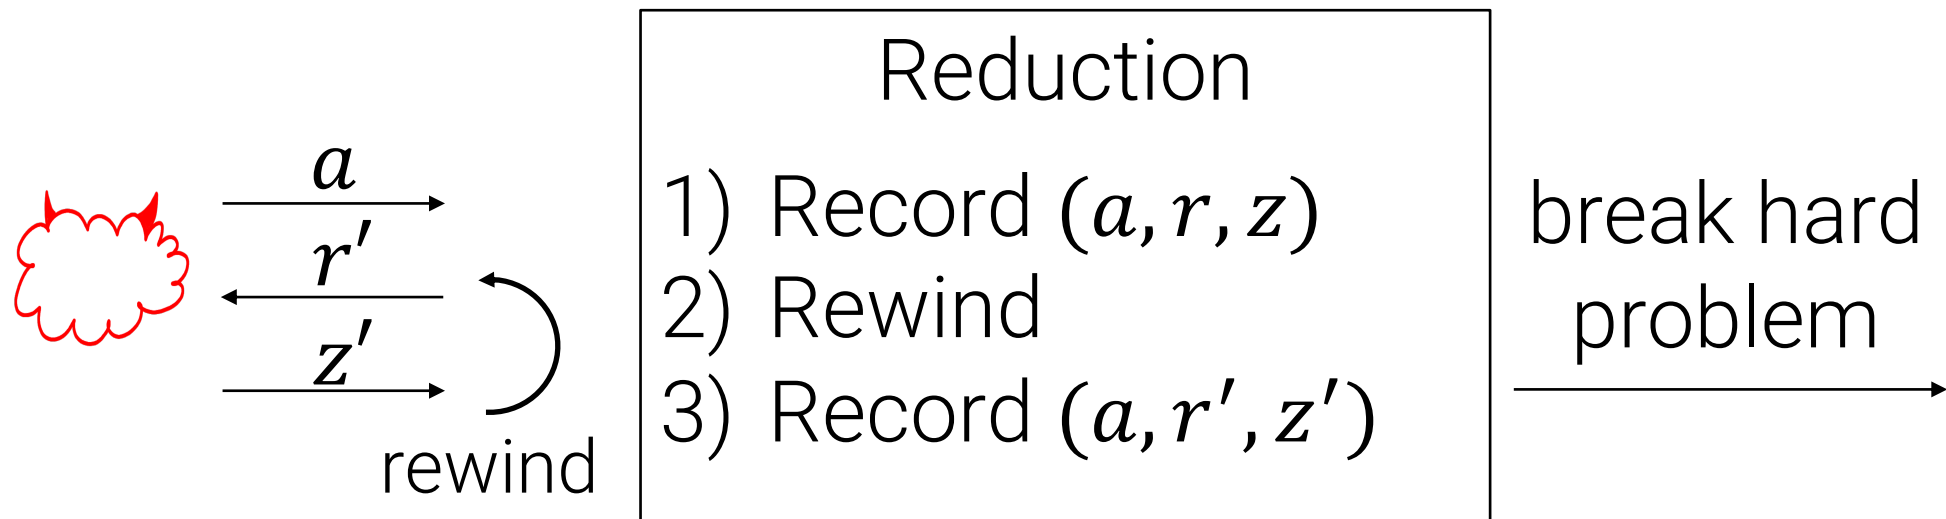 a
r′
z′
rewind
Reduction
1) Record (a, r, z)
2) Rewind
3) Record (a, r′, z′)
break hard
problem